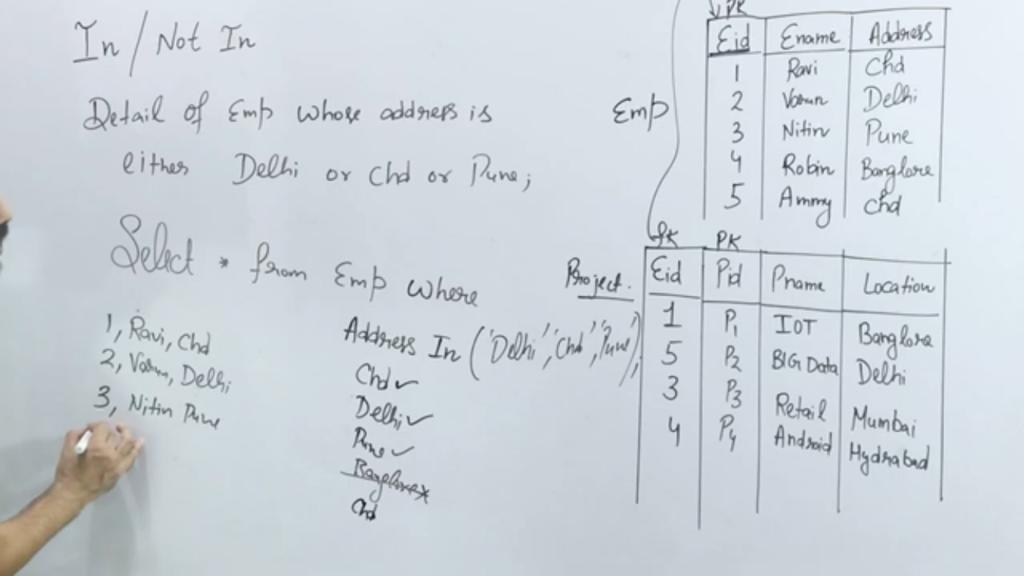 In / Not In
Detail of Emp whose address is
either Delhi or Chd or Pune;
Select * from Emp where
Address In ('Delhi', 'Chd', 'Pune');
1, Ravi, Chd
2, Varun, Delhi
3, Nitin Pune
Chd ✓
Delhi ✓
Pune ✓
Banglore x
Chd
Emp
PK
Eid Ename Address
1 Ravi Chd
2 Varun Delhi
3 Nitin Pune
4 Robin Banglore
5 Ammy Chd
Project.
fK PK
Eid Pid Pname Location
1 P1 IOT Banglore
5 P2 BIG Data Delhi
3 P3 Retail Mumbai
4 P4 Android Hydrabad